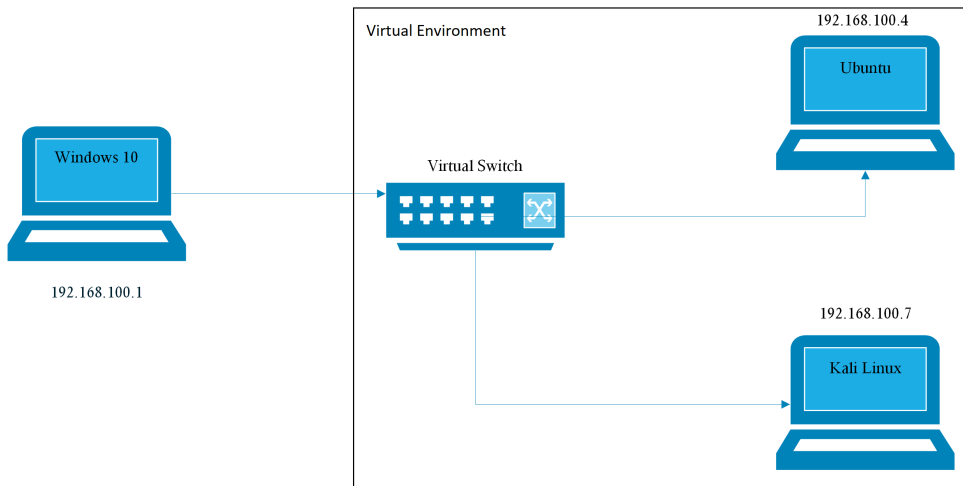 192.168.100.4
Virtual Environment
Ubuntu
Windows 10
Virtual Switch
192.168.100.1
192.168.100.7
Kali Linux